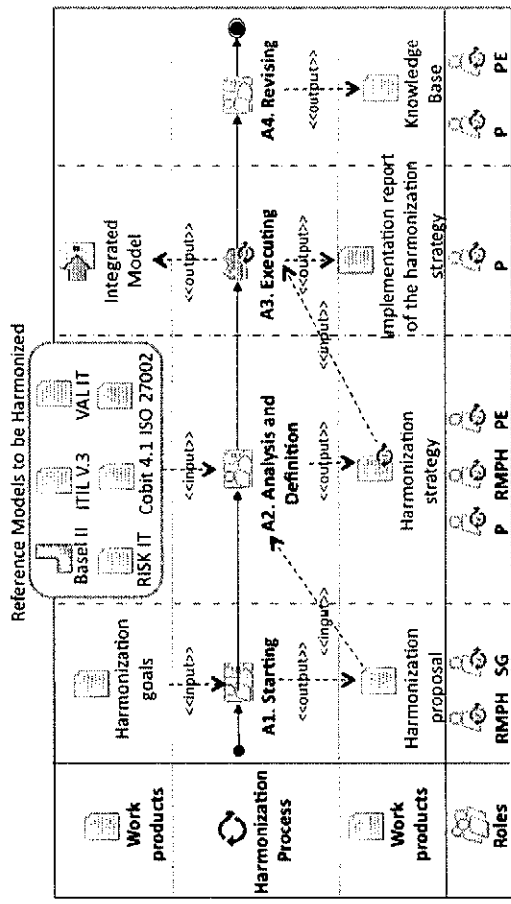 Reference Models to be Harmonized
Work
products
Harmonization
goals
Basel II
ITIL V.3
VAL IT
RISK IT
Cobit 4.1
ISO 27002
Integrated
Model
<<input>>
<<input>>
<<output>>
Harmonization
Process
A1. Starting
A2. Analysis and
Definition
A3. Executing
A4. Revising
<<output>>
<<input>>
<<output>>
<<input>>
<<output>>
<<output>>
Work
products
Harmonization
proposal
Harmonization
strategy
Implementation report
of the harmonization
strategy
Knowledge
Base
Roles
RMPH
SG
P
RMPH
PE
P
P
PE